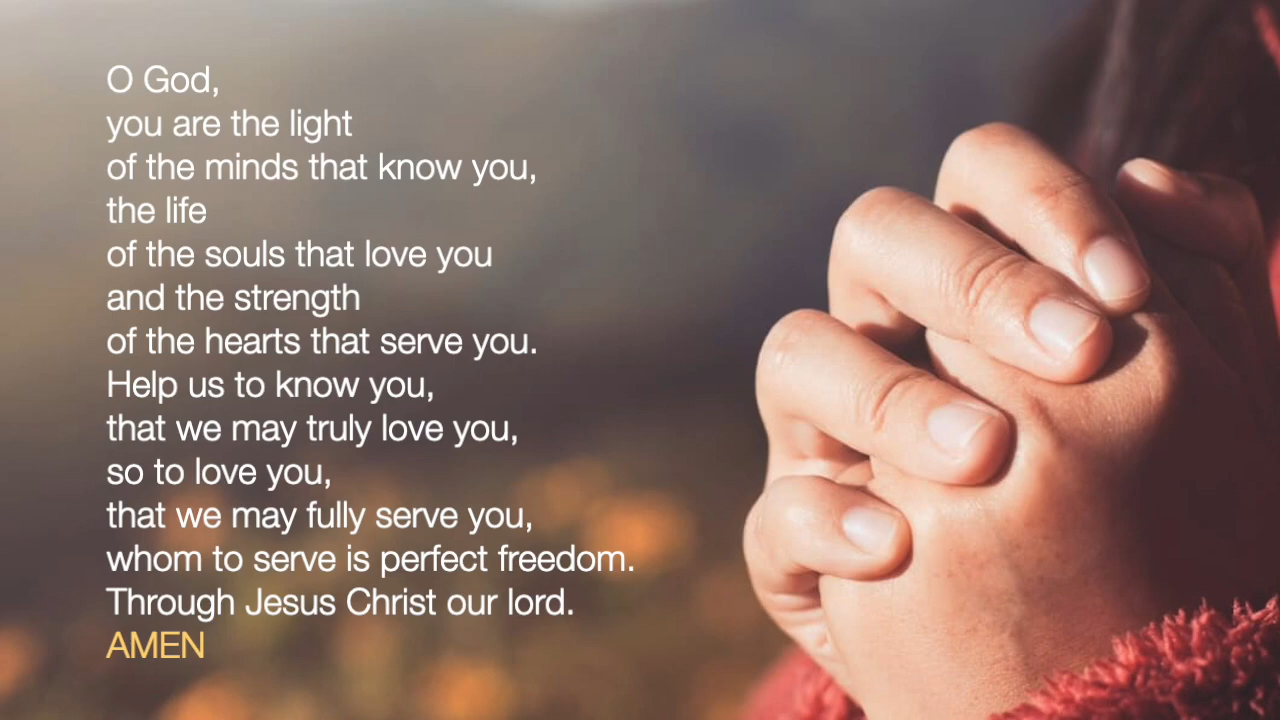 O God,
you are the light
of the minds that know you,
the life
of the souls that love you
and the strength
of the hearts that serve you.
Help us to know you,
that we may truly love you,
so to love you,
that we may fully serve you,
whom to serve is perfect freedom.
Through Jesus Christ our lord.
AMEN